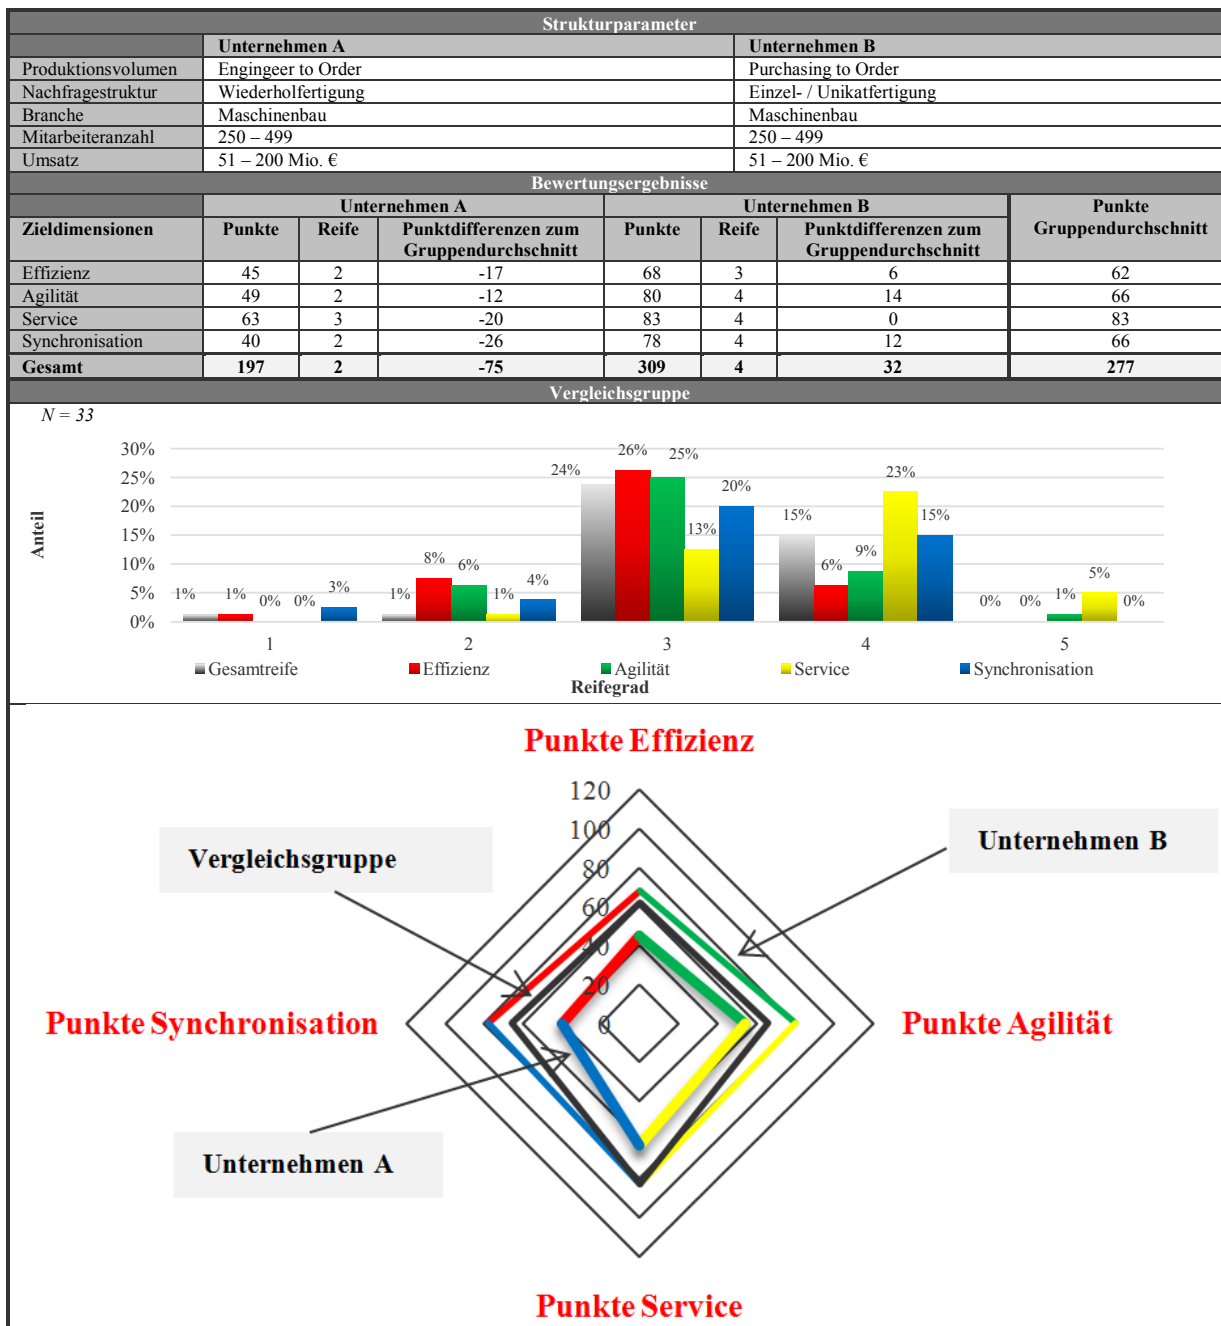 Strukturparameter
Unternehmen A Unternehmen B
Produktionsvolumen Engingeer to Order Purchasing to Order
Nachfragestruktur Wiederholfertigung Einzel- / Unikatfertigung
Branche Maschinenbau Maschinenbau
Mitarbeiteranzahl 250 – 499 250 – 499
Umsatz 51 – 200 Mio. € 51 – 200 Mio. €
Bewertungsergebnisse
Unternehmen A Unternehmen B Punkte
Zieldimensionen Punkte Reife Punktdifferenzen zum Punkte Reife Punktdifferenzen zum Gruppendurchschnitt
Gruppendurchschnitt Gruppendurchschnitt
Effizienz 45 2 -17 68 3 6 62
Agilität 49 2 -12 80 4 14 66
Service 63 3 -20 83 4 0 83
Synchronisation 40 2 -26 78 4 12 66
Gesamt 197 2 -75 309 4 32 277
Vergleichsgruppe
N = 33
30%
25%
20%
15%
10%
5%
0%
Anteil
1% 1% 0% 0% 3%
8% 6% 1% 4%
1%
24% 26% 25% 13% 20%
15% 6% 9% 23% 15%
0% 0% 1% 5% 0%
1 2 3 4 5
Gesamtreife Effizienz Agilität Service Synchronisation
Reifegrad
Punkte Effizienz
120
100
80
60
40
20
0
Vergleichsgruppe
Unternehmen B
Punkte Synchronisation
Punkte Agilität
Unternehmen A
Punkte Service